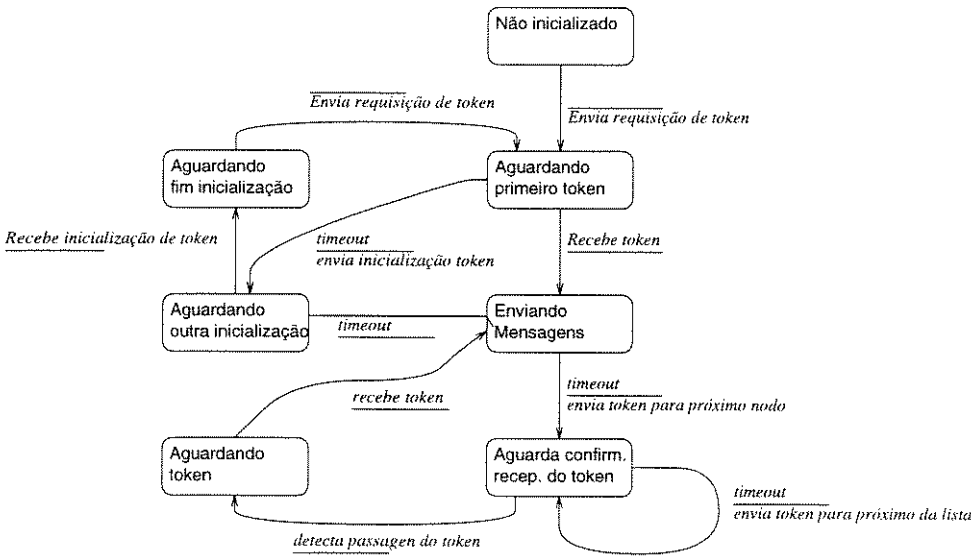 Não inicializado
Envia requisição de token
Envia requisição de token
Aguardando
fim inicialização
Aguardando
primeiro token
Recebe inicialização de token
timeout
envia inicialização token
Recebe token
Aguardando
outra inicialização
timeout
Enviando
Mensagens
recebe token
timeout
envia token para próximo nodo
Aguardando
token
Aguarda confirm.
recep. do token
timeout
envia token para próximo da lista
detecta passagen do token